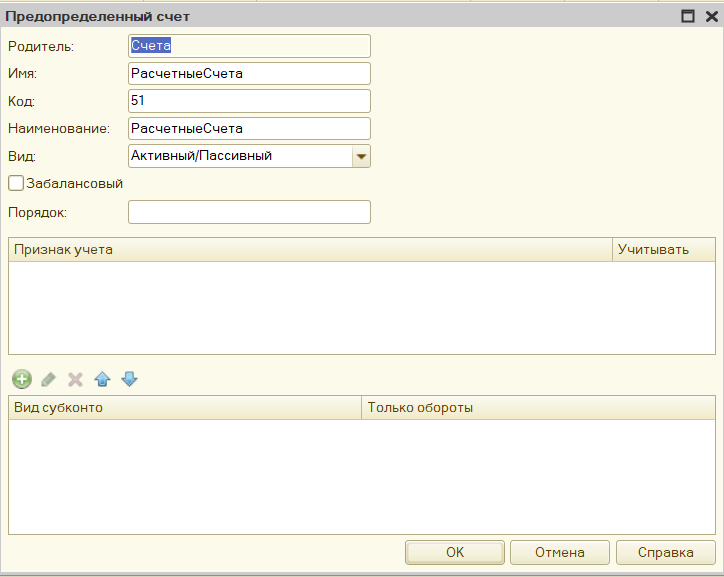 Предопределенный счет
Родитель: Счета
Имя: РасчетныеСчета
Код: 51
Наименование: РасчетныеСчета
Вид: Активный/Пассивный
Забалансовый
Порядок:
Признак учета Учитывать
Вид субконто Только обороты
OK Отмена Справка